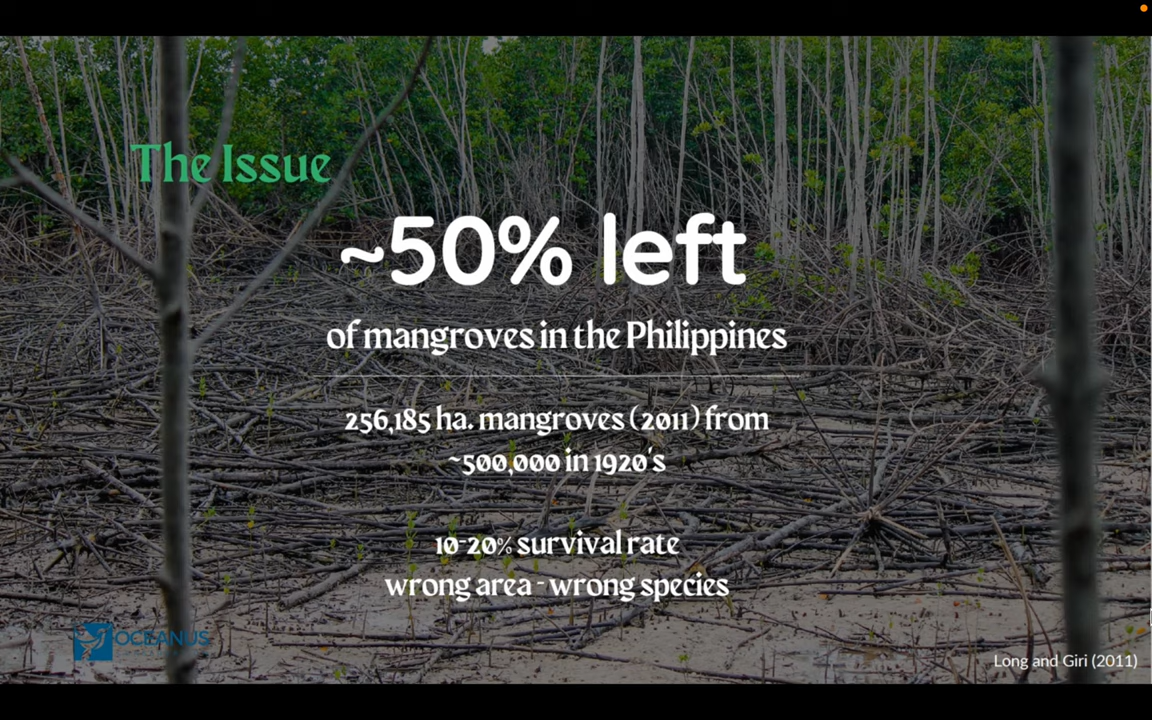 The Issue
~50% left
of mangroves in the Philippines
256,185 ha. mangroves (2011) from
~500,000 in 1920's
10-20% survival rate
wrong area - wrong species
OCEANUS
Long and Giri (2011)